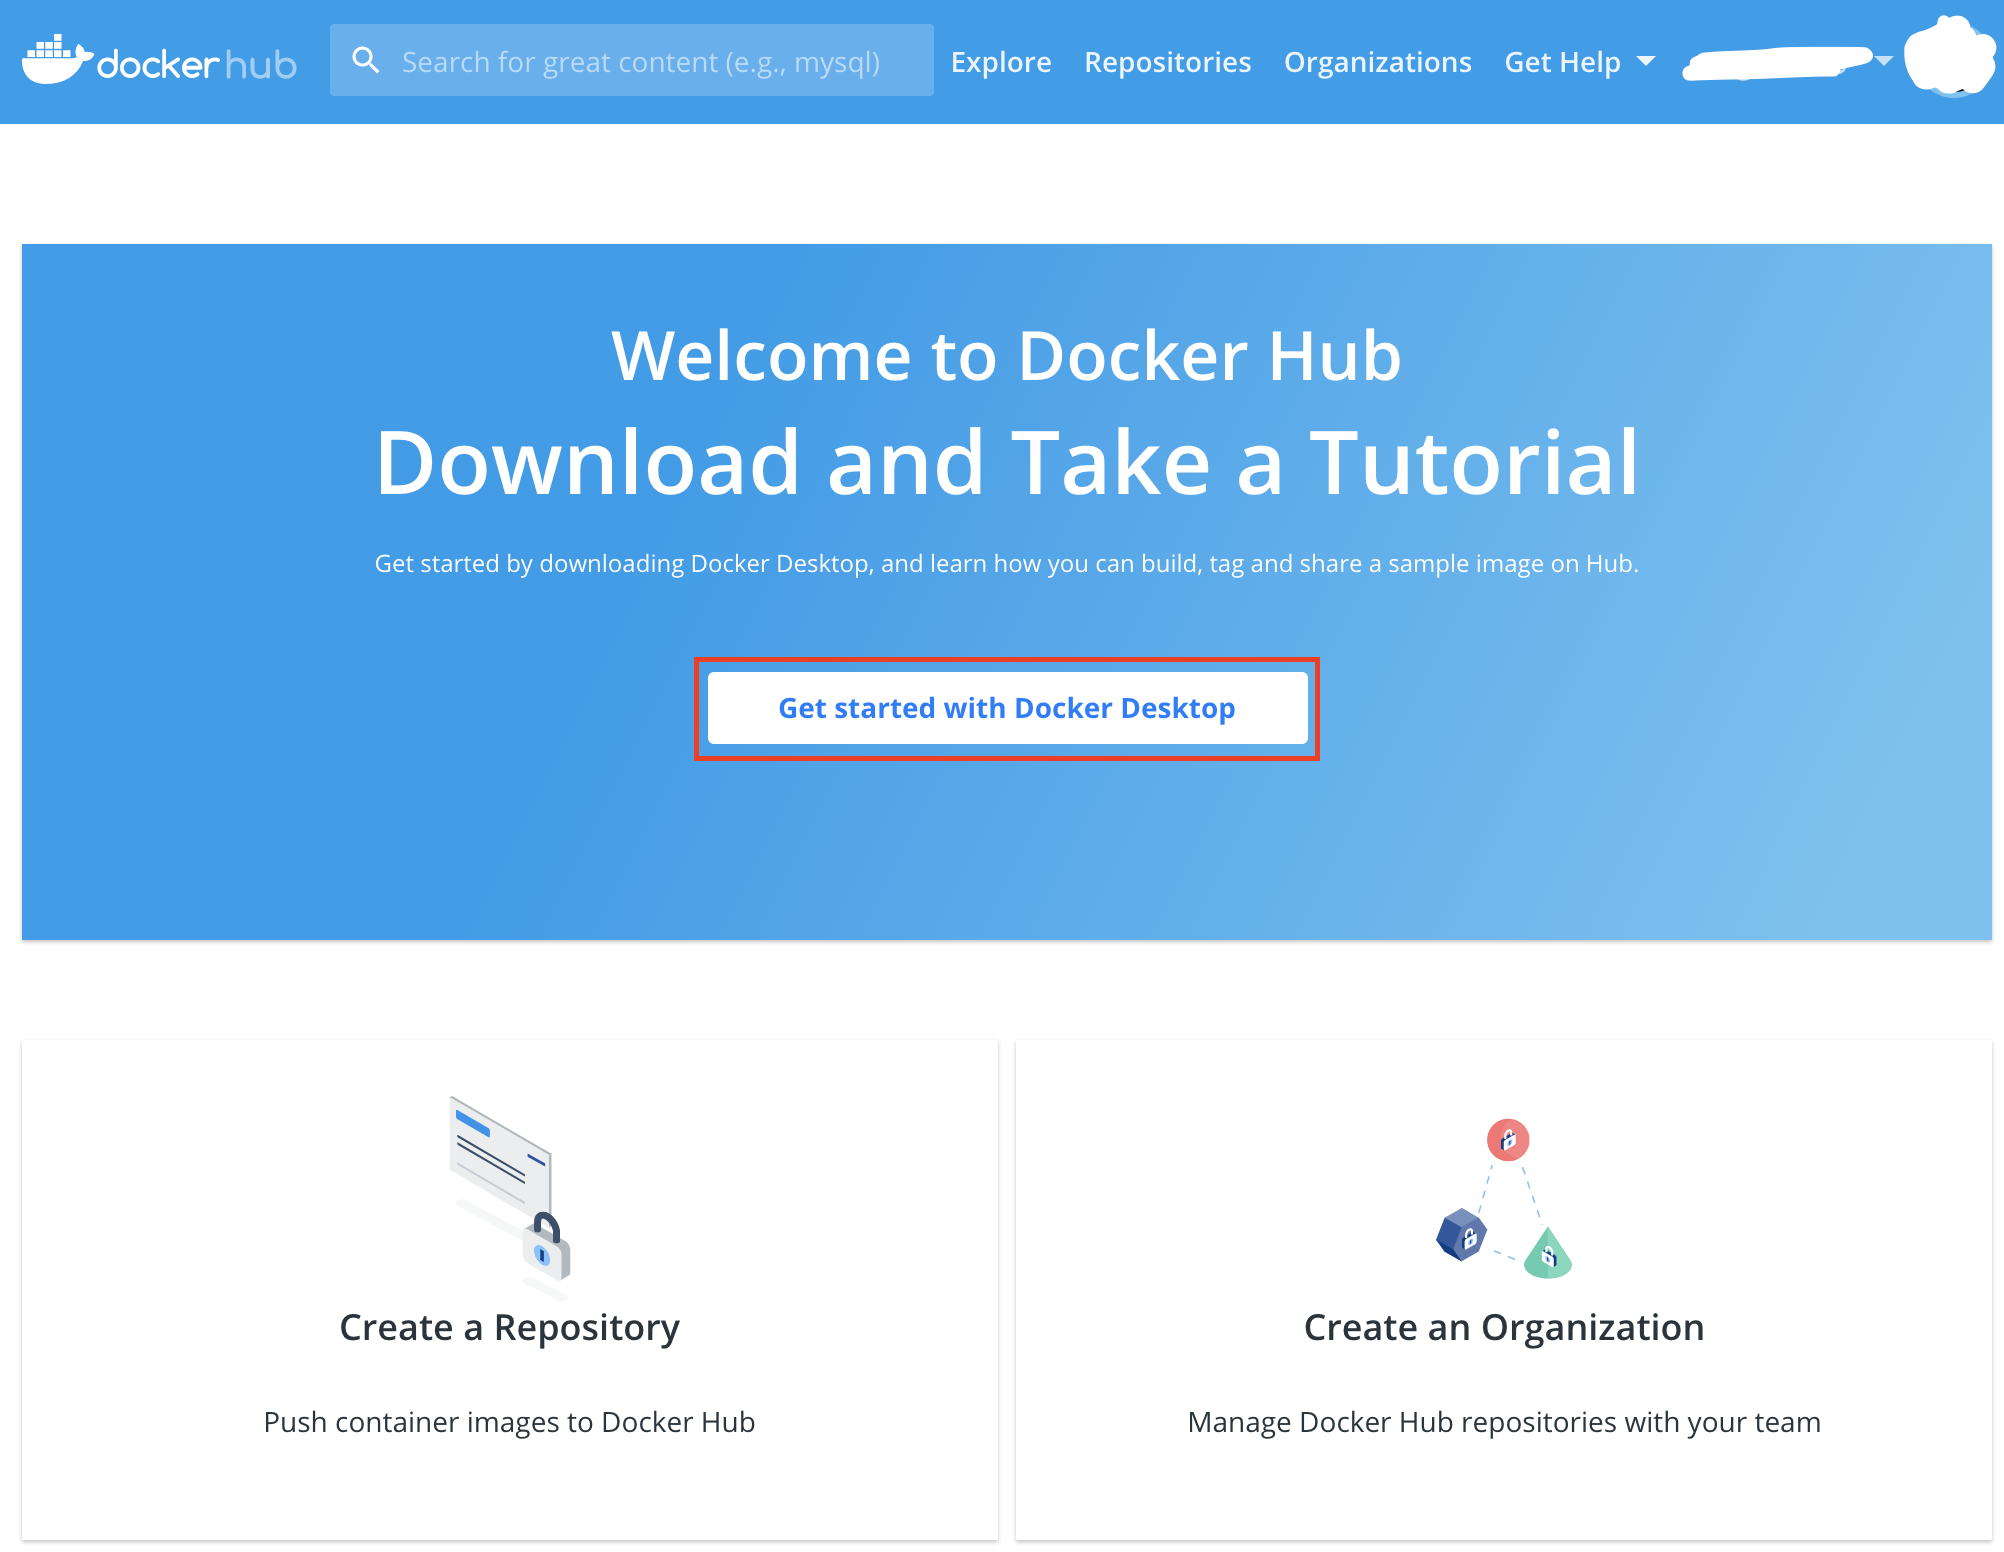 dockerhub
Search for great content (e.g., mysql)
Explore
Repositories
Organizations
Get Help
Welcome to Docker Hub
Download and Take a Tutorial
Get started by downloading Docker Desktop, and learn how you can build, tag and share a sample image on Hub.
Get started with Docker Desktop
Create a Repository
Push container images to Docker Hub
Create an Organization
Manage Docker Hub repositories with your team